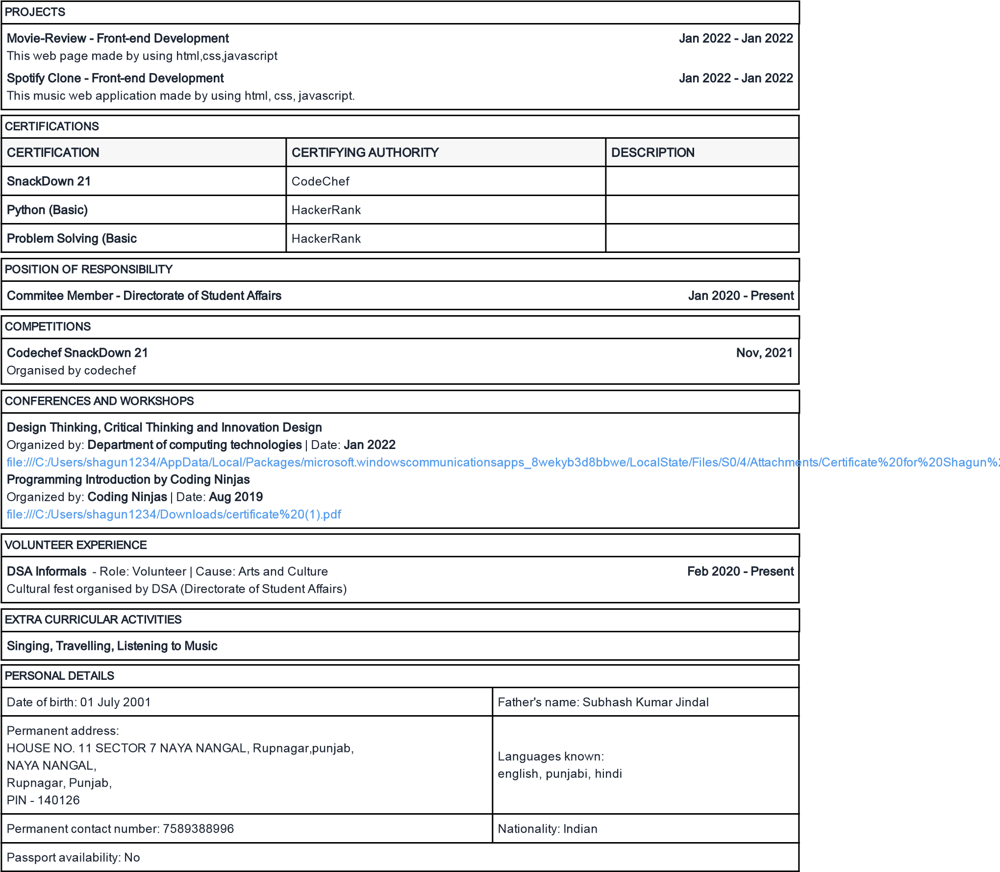 PROJECTS
Movie-Review - Front-end Development Jan 2022 - Jan 2022
This web page made by using html,css,javascript
Spotify Clone - Front-end Development Jan 2022 - Jan 2022
This music web application made by using html, css, javascript.
CERTIFICATIONS
CERTIFICATION CERTIFYING AUTHORITY DESCRIPTION
SnackDown 21 CodeChef
Python (Basic) HackerRank
Problem Solving (Basic HackerRank
POSITION OF RESPONSIBILITY
Commitee Member - Directorate of Student Affairs Jan 2020 - Present
COMPETITIONS
Codechef SnackDown 21 Nov, 2021
Organised by codechef
CONFERENCES AND WORKSHOPS
Design Thinking, Critical Thinking and Innovation Design
Organized by: Department of computing technologies | Date: Jan 2022
file:///C:/Users/shagun1234/AppData/Local/Packages/microsoft.windowscommunicationsapps_8wekyb3d8bbwe/LocalState/Files/S0/4/Attachments/Certificate%20for%20Shagun%
Programming Introduction by Coding Ninjas
Organized by: Coding Ninjas | Date: Aug 2019
file:///C:/Users/shagun1234/Downloads/certificate%20(1).pdf
VOLUNTEER EXPERIENCE
DSA Informals - Role: Volunteer | Cause: Arts and Culture Feb 2020 - Present
Cultural fest organised by DSA (Directorate of Student Affairs)
EXTRA CURRICULAR ACTIVITIES
Singing, Travelling, Listening to Music
PERSONAL DETAILS
Date of birth: 01 July 2001 Father's name: Subhash Kumar Jindal
Permanent address:
HOUSE NO. 11 SECTOR 7 NAYA NANGAL, Rupnagar,punjab,
NAYA NANGAL,
Rupnagar, Punjab,
PIN - 140126
Languages known:
english, punjabi, hindi
Permanent contact number: 7589388996 Nationality: Indian
Passport availability: No